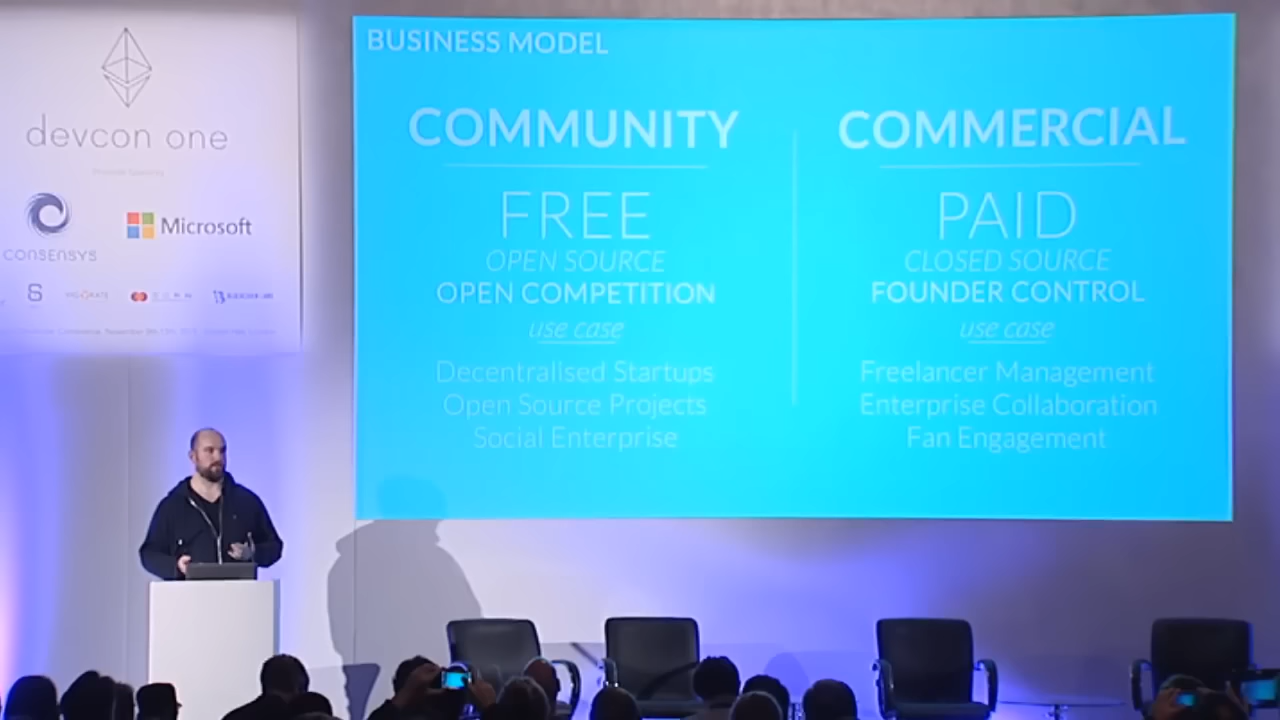 devcon one
CONSENSYS
Microsoft
BUSINESS MODEL
COMMUNITY
FREE
OPEN SOURCE
OPEN COMPETITION
use case
Decentralised Startups
Open Source Projects
Social Enterprise
COMMERCIAL
PAID
CLOSED SOURCE
FOUNDER CONTROL
use case
Freelancer Management
Enterprise Collaboration
Fan Engagement